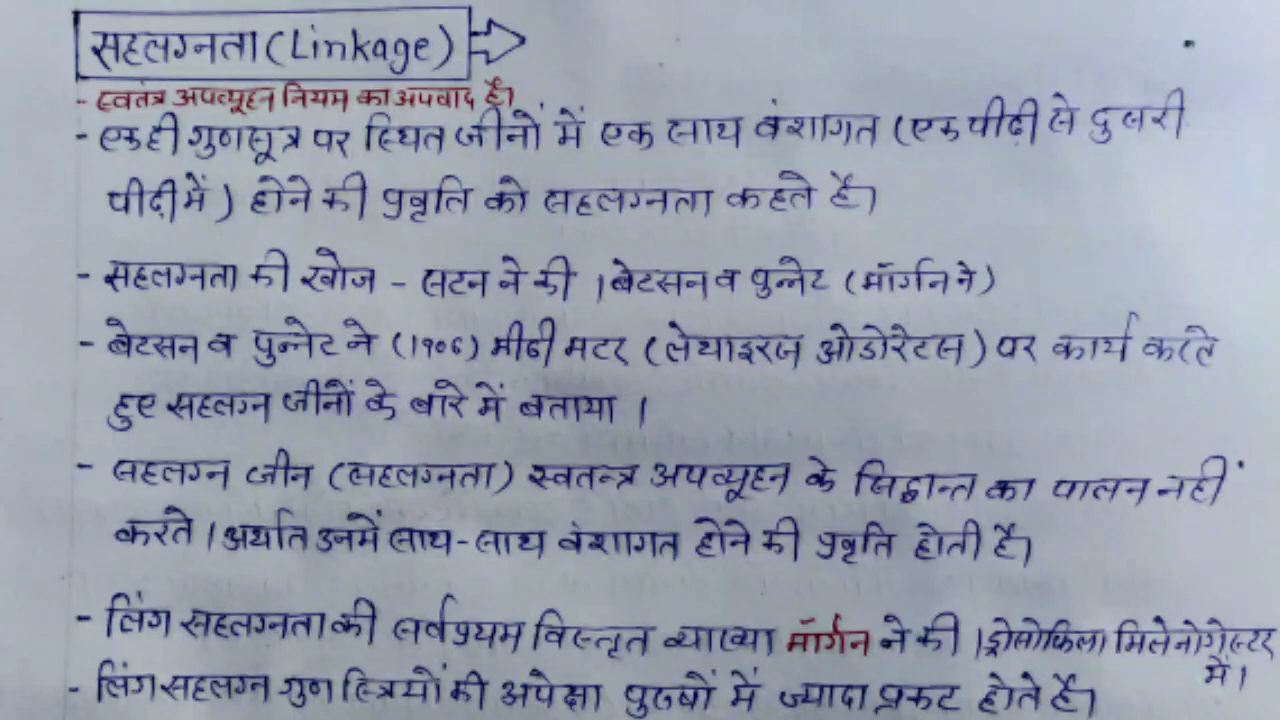 सहलग्नता (Linkage)
- स्वतंत्र अपव्यूहन नियम का अपवाद है।
- एक ही गुणसूत्र पर स्थित जीनों में एक साथ वंशागत (एक पीढी से दुसरी
पीढी में) होने की प्रवृति को सहलग्नता कहते है।
- सहलग्नता की खोज - सटन ने की । बेटसन व पुन्नेट (मॉर्गन ने)
- बेटसन व पुन्नेट ने (1906) मीठी मटर (लेथाइरस ओडोरेटस) पर कार्य करते
हुए सहलग्न जीनों के बारे में बताया ।
- सहलग्न जीन (सहलग्नता) स्वतन्त्र अपव्यूहन के सिद्धान्त का पालन नहीं
करते । अर्थात उनमें साथ-साथ वंशागत होने की प्रवृति होती है।
- लिंग सहलग्नता की सर्वप्रथम विस्तृत व्याख्या मॉर्गन ने की । ड्रोसोफिला मिलेनोगेस्टर
में।
- लिंग सहलग्न गुण स्त्रियों की अपेक्षा पुरुषों में ज्यादा प्रकट होते है।